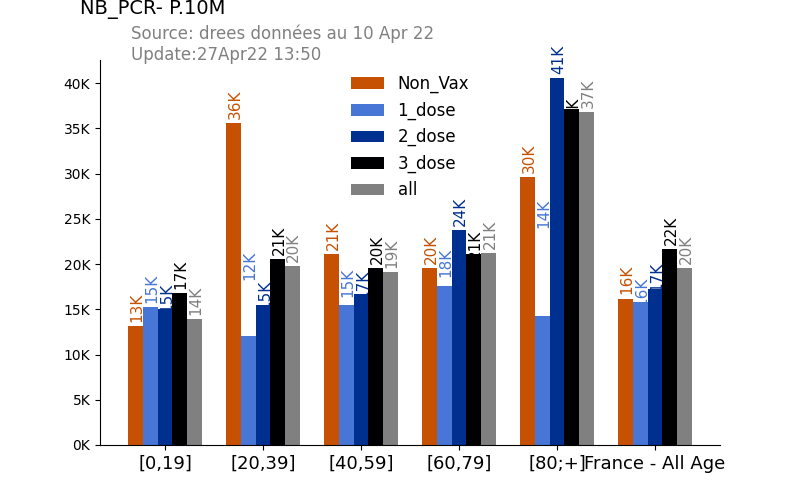 NB_PCR- P.10M
Source: drees données au 10 Apr 22
Update:27Apr22 13:50
Non_Vax
1_dose
2_dose
3_dose
all
40K
35K
30K
25K
20K
15K
10K
5K
0K
13K 15K 5K 17K 14K
36K 12K 5K 21K 20K
21K 15K 7K 20K 19K
20K 18K 24K 21K 21K
30K 14K 41K K 37K
16K 6K 7K 22K 20K
[0,19] [20,39] [40,59] [60,79] [80;+] France - All Age